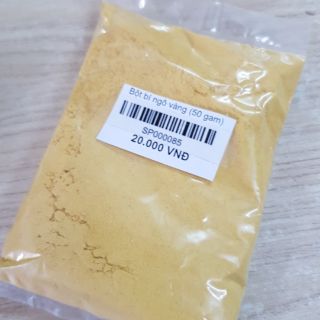 Bột bí ngô vàng (50 gam)
SP000085
20.000 VNĐ